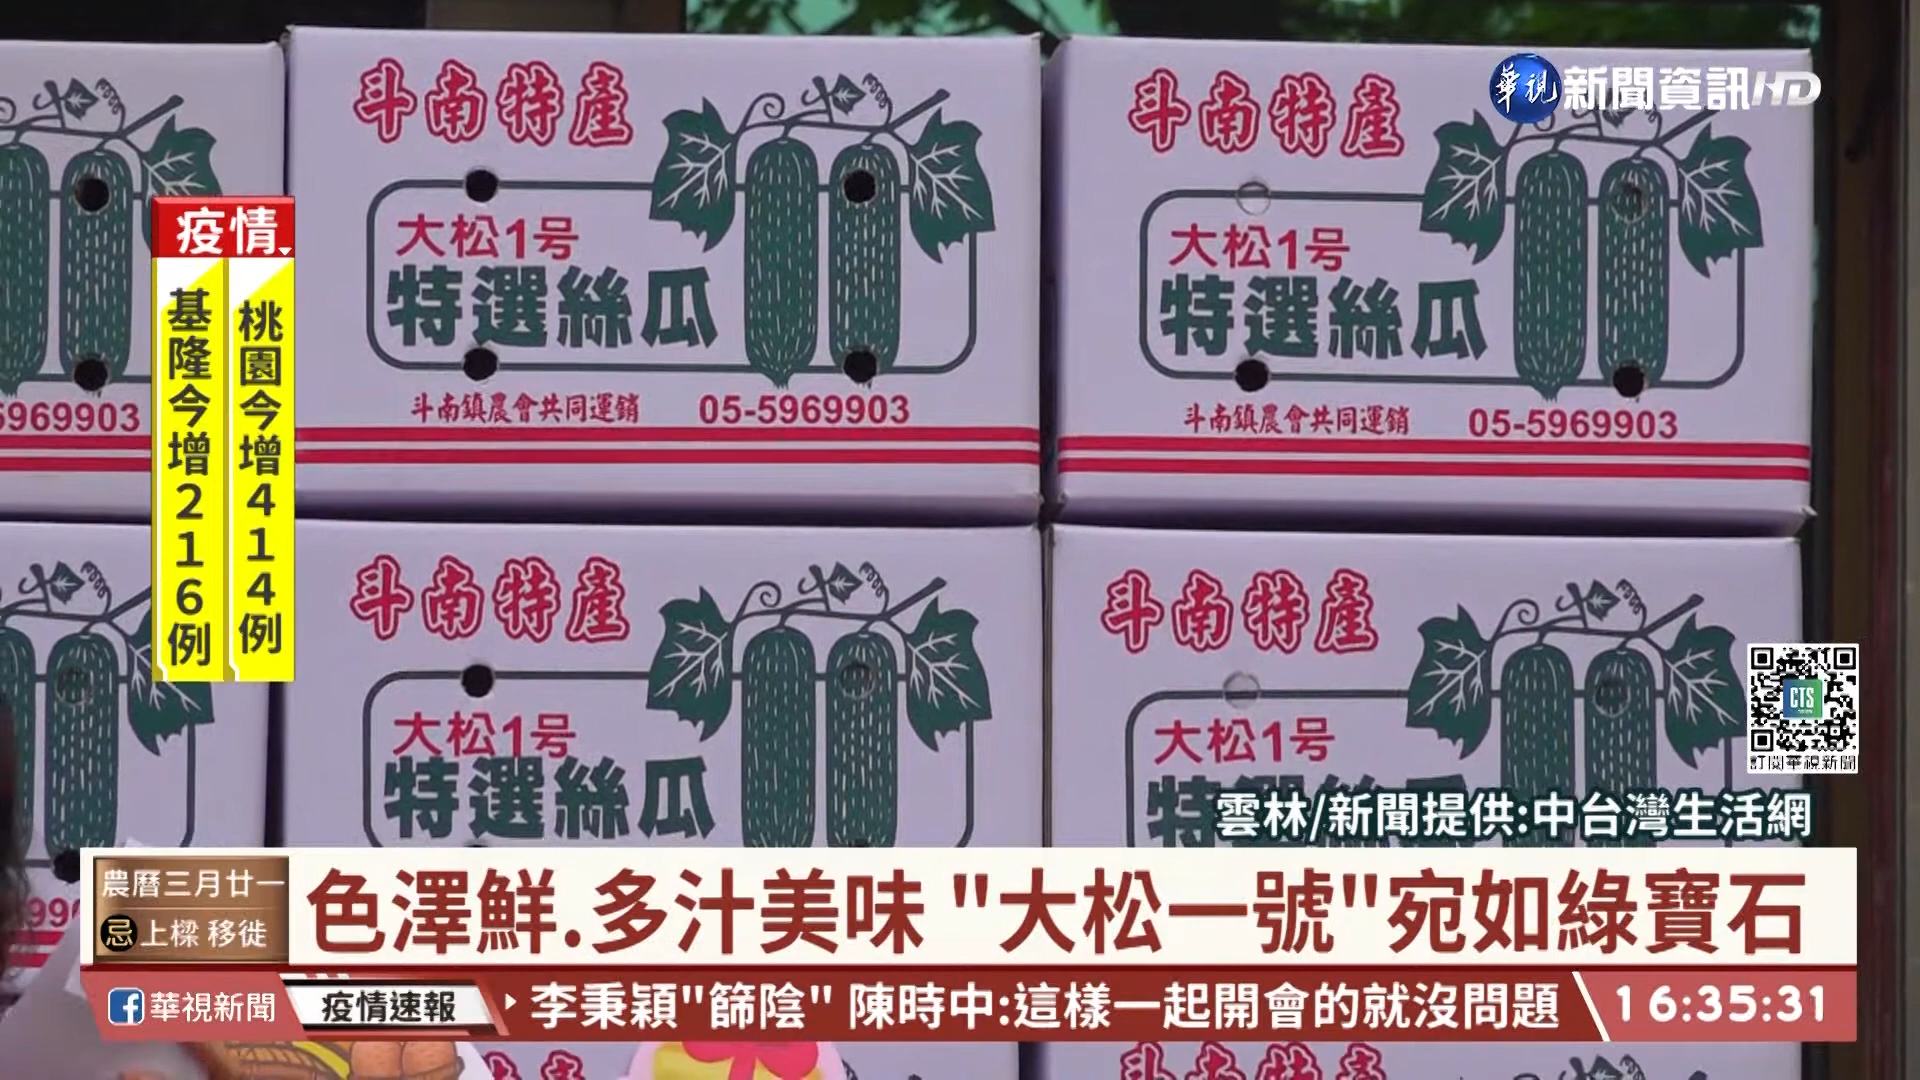 華視 新聞資訊HD
斗南特產
大松1号
特選絲瓜
斗南鎮農會共同運銷 05-5969903
斗南特產
大松1号
特選絲瓜
斗南鎮農會共同運銷 05-5969903
5969903
疫情
桃園今增414例
基隆今增216例
斗南特產
大松1号
特選絲瓜
斗南特產
大松1号
特
CTS
訂閱華視新聞
雲林/新聞提供:中台灣生活網
農曆三月廿一
忌 上樑 移徙
色澤鮮.多汁美味 "大松一號"宛如綠寶石
華視新聞
疫情速報
李秉穎"篩陰" 陳時中:這樣一起開會的就沒問題
16:35:31